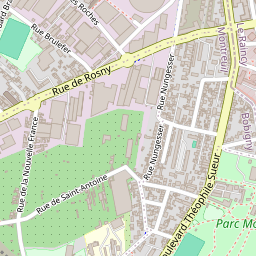 es Roches
Rue Brulefer
Rue de Rosny
Le Raincy
Montreuil
Bobigny
Rue Nungesser
Rue Nungesser
Rue de la Nouvelle France
Rue de Saint-Antoine
oulevard Théophile Sueur
Parc Mo